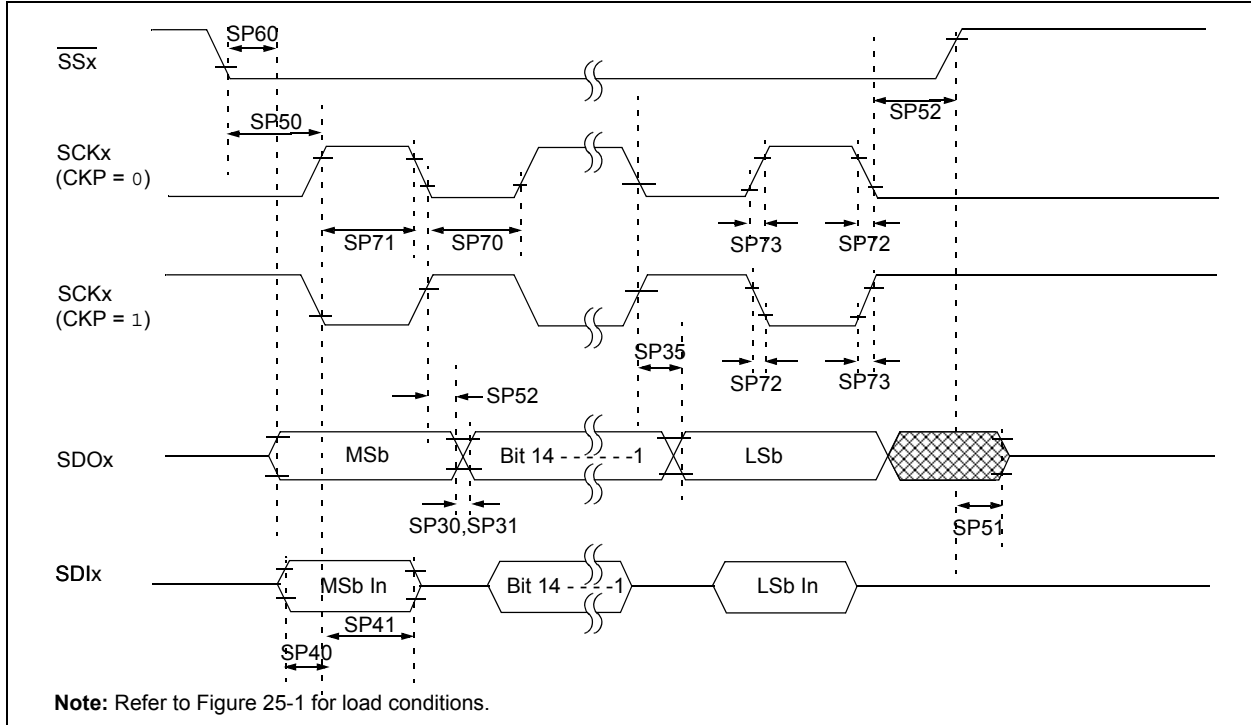 SP60
SSx
SP50
SP52
SCKx
(CKP = 0)
SP71
SP70
SP73
SP72
SCKx
(CKP = 1)
SP35
SP72
SP73
SP52
SDOx
MSb
Bit 14 - - - - - -1
LSb
SP30,SP31
SP51
SDIx
MSb In
Bit 14 - - - -1
LSb In
SP41
SP40
Note: Refer to Figure 25-1 for load conditions.